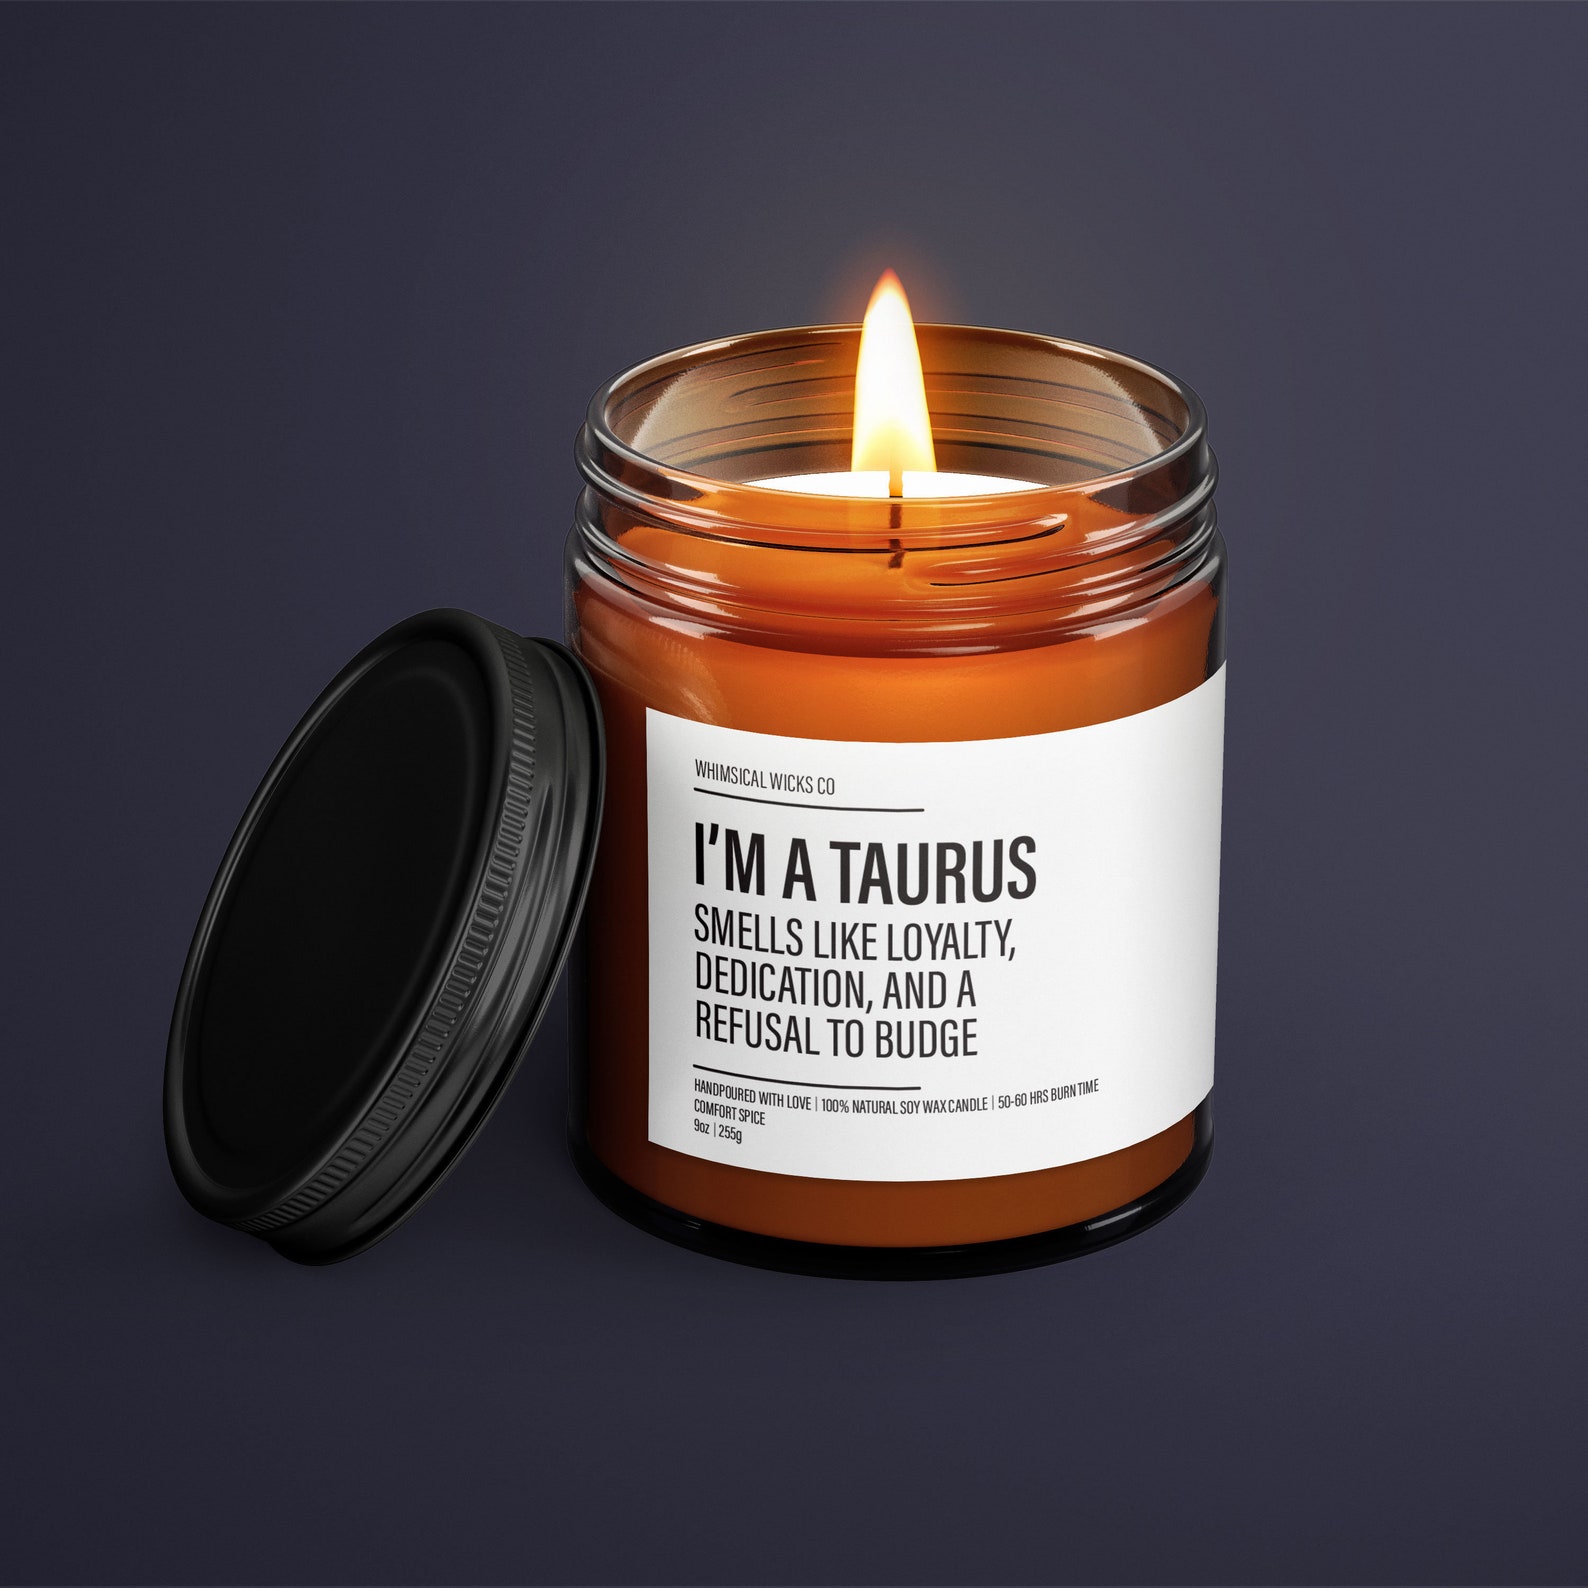 WHIMSICAL WICKS CO
I'M A TAURUS
SMELLS LIKE LOYALTY,
DEDICATION, AND A
REFUSAL TO BUDGE
HANDPOURED WITH LOVE | 100% NATURAL SOY WAX CANDLE | 50-60 HRS BURN TIME
COMFORT SPICE
9oz | 255g